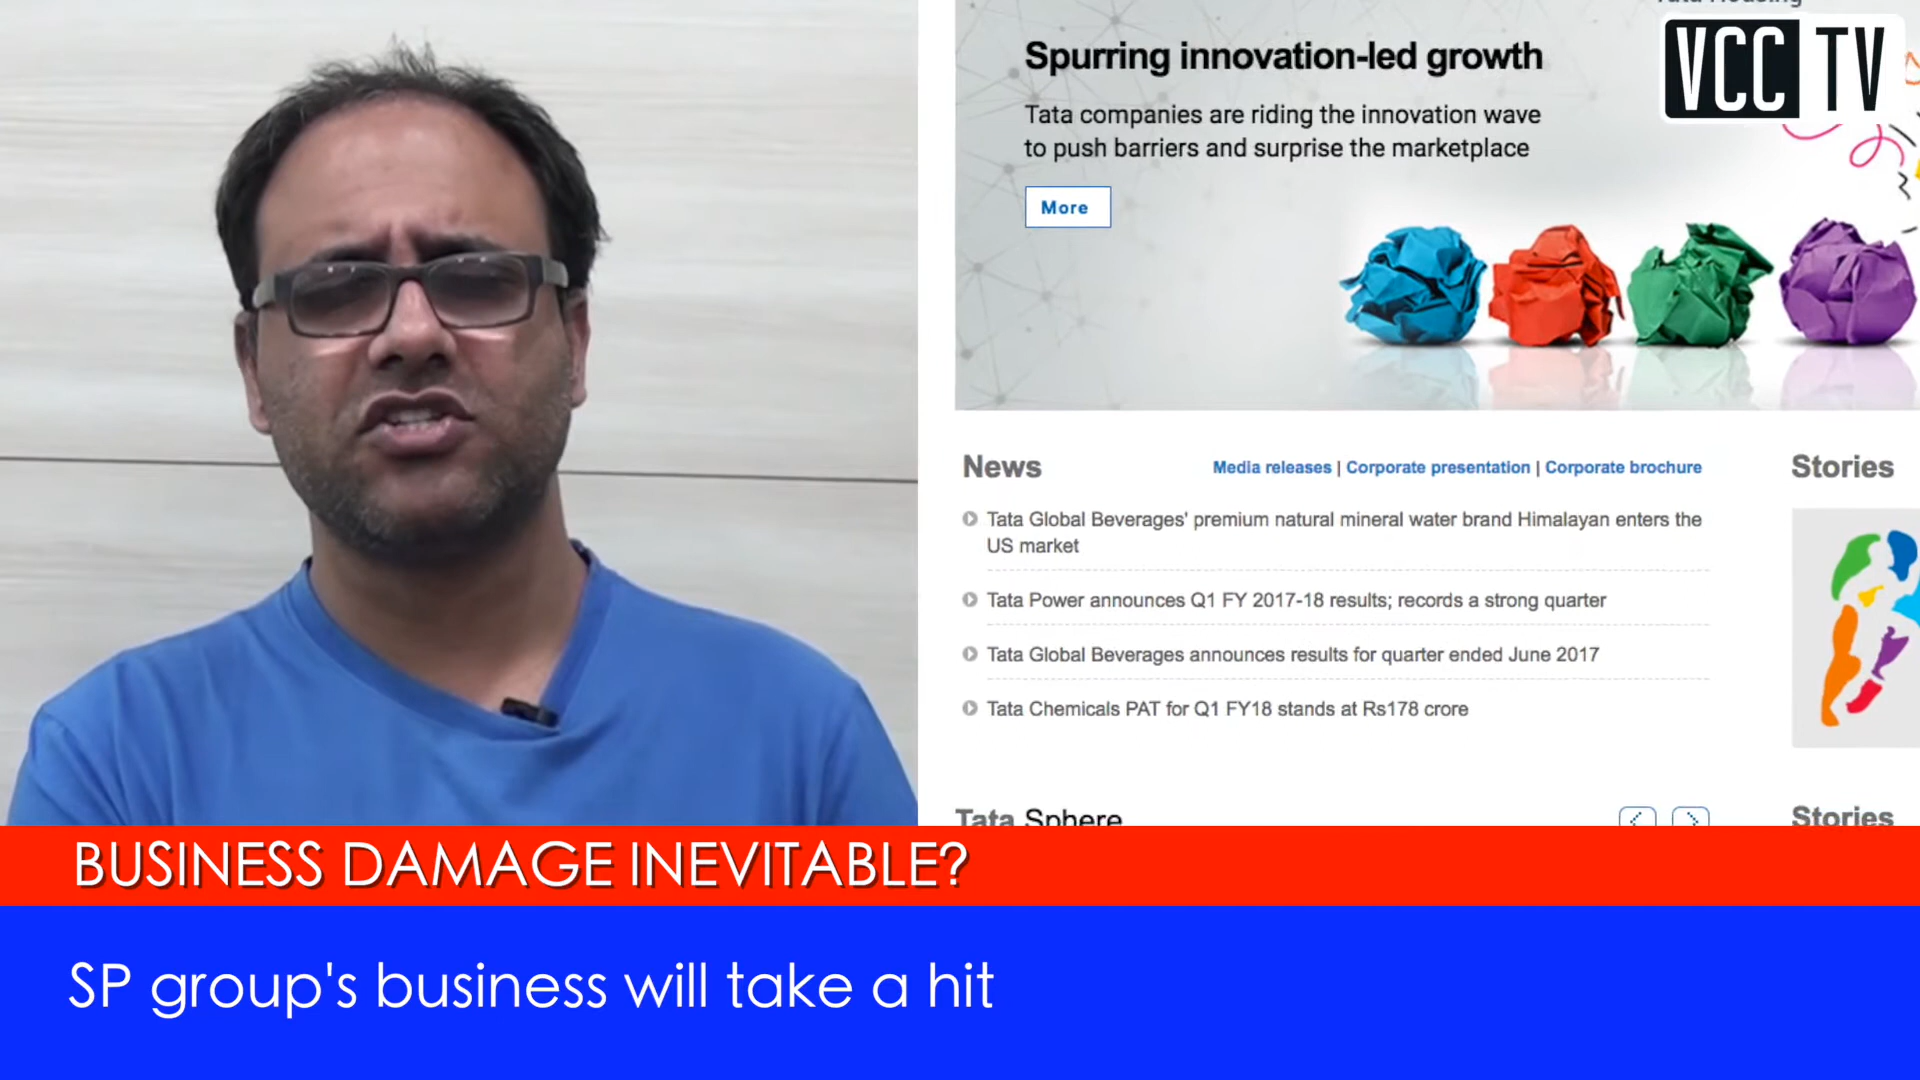 Tata Housing
VCC TV
Spurring innovation-led growth
Tata companies are riding the innovation wave
to push barriers and surprise the marketplace
More
News
Media releases | Corporate presentation | Corporate brochure
Stories
Tata Global Beverages' premium natural mineral water brand Himalayan enters the
US market
Tata Power announces Q1 FY 2017-18 results; records a strong quarter
Tata Global Beverages announces results for quarter ended June 2017
Tata Chemicals PAT for Q1 FY18 stands at Rs178 crore
Tata Sphere
Stories
BUSINESS DAMAGE INEVITABLE?
SP group's business will take a hit